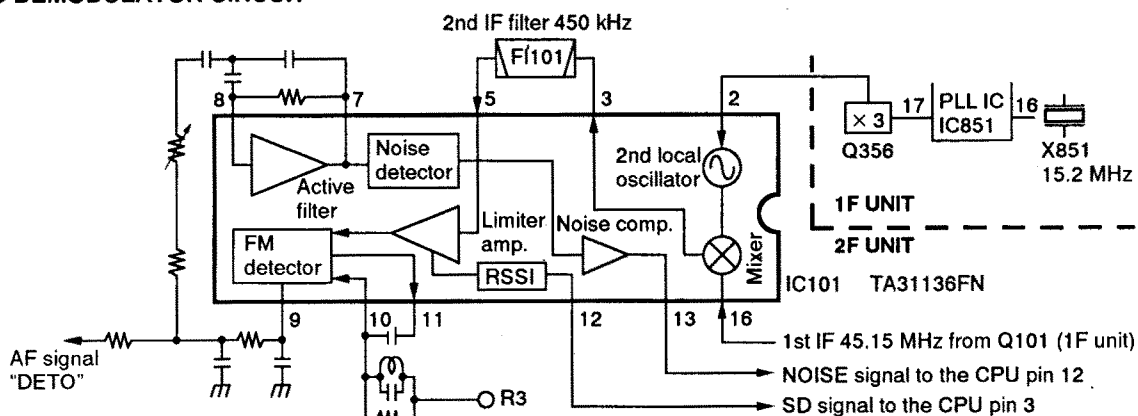 2nd IF filter 450 kHz
FI101
8
7
5
3
2
17
PLL IC
IC851
16
× 3
Q356
X851
15.2 MHz
Noise
detector
2nd local
oscillator
Active
filter
1F UNIT
2F UNIT
FM
detector
Limiter
amp.
Noise comp.
Mixer
RSSI
IC101 TA31136FN
9
10
11
12
13
16
AF signal
"DETO"
1st IF 45.15 MHz from Q101 (1F unit)
NOISE signal to the CPU pin 12
R3
SD signal to the CPU pin 3